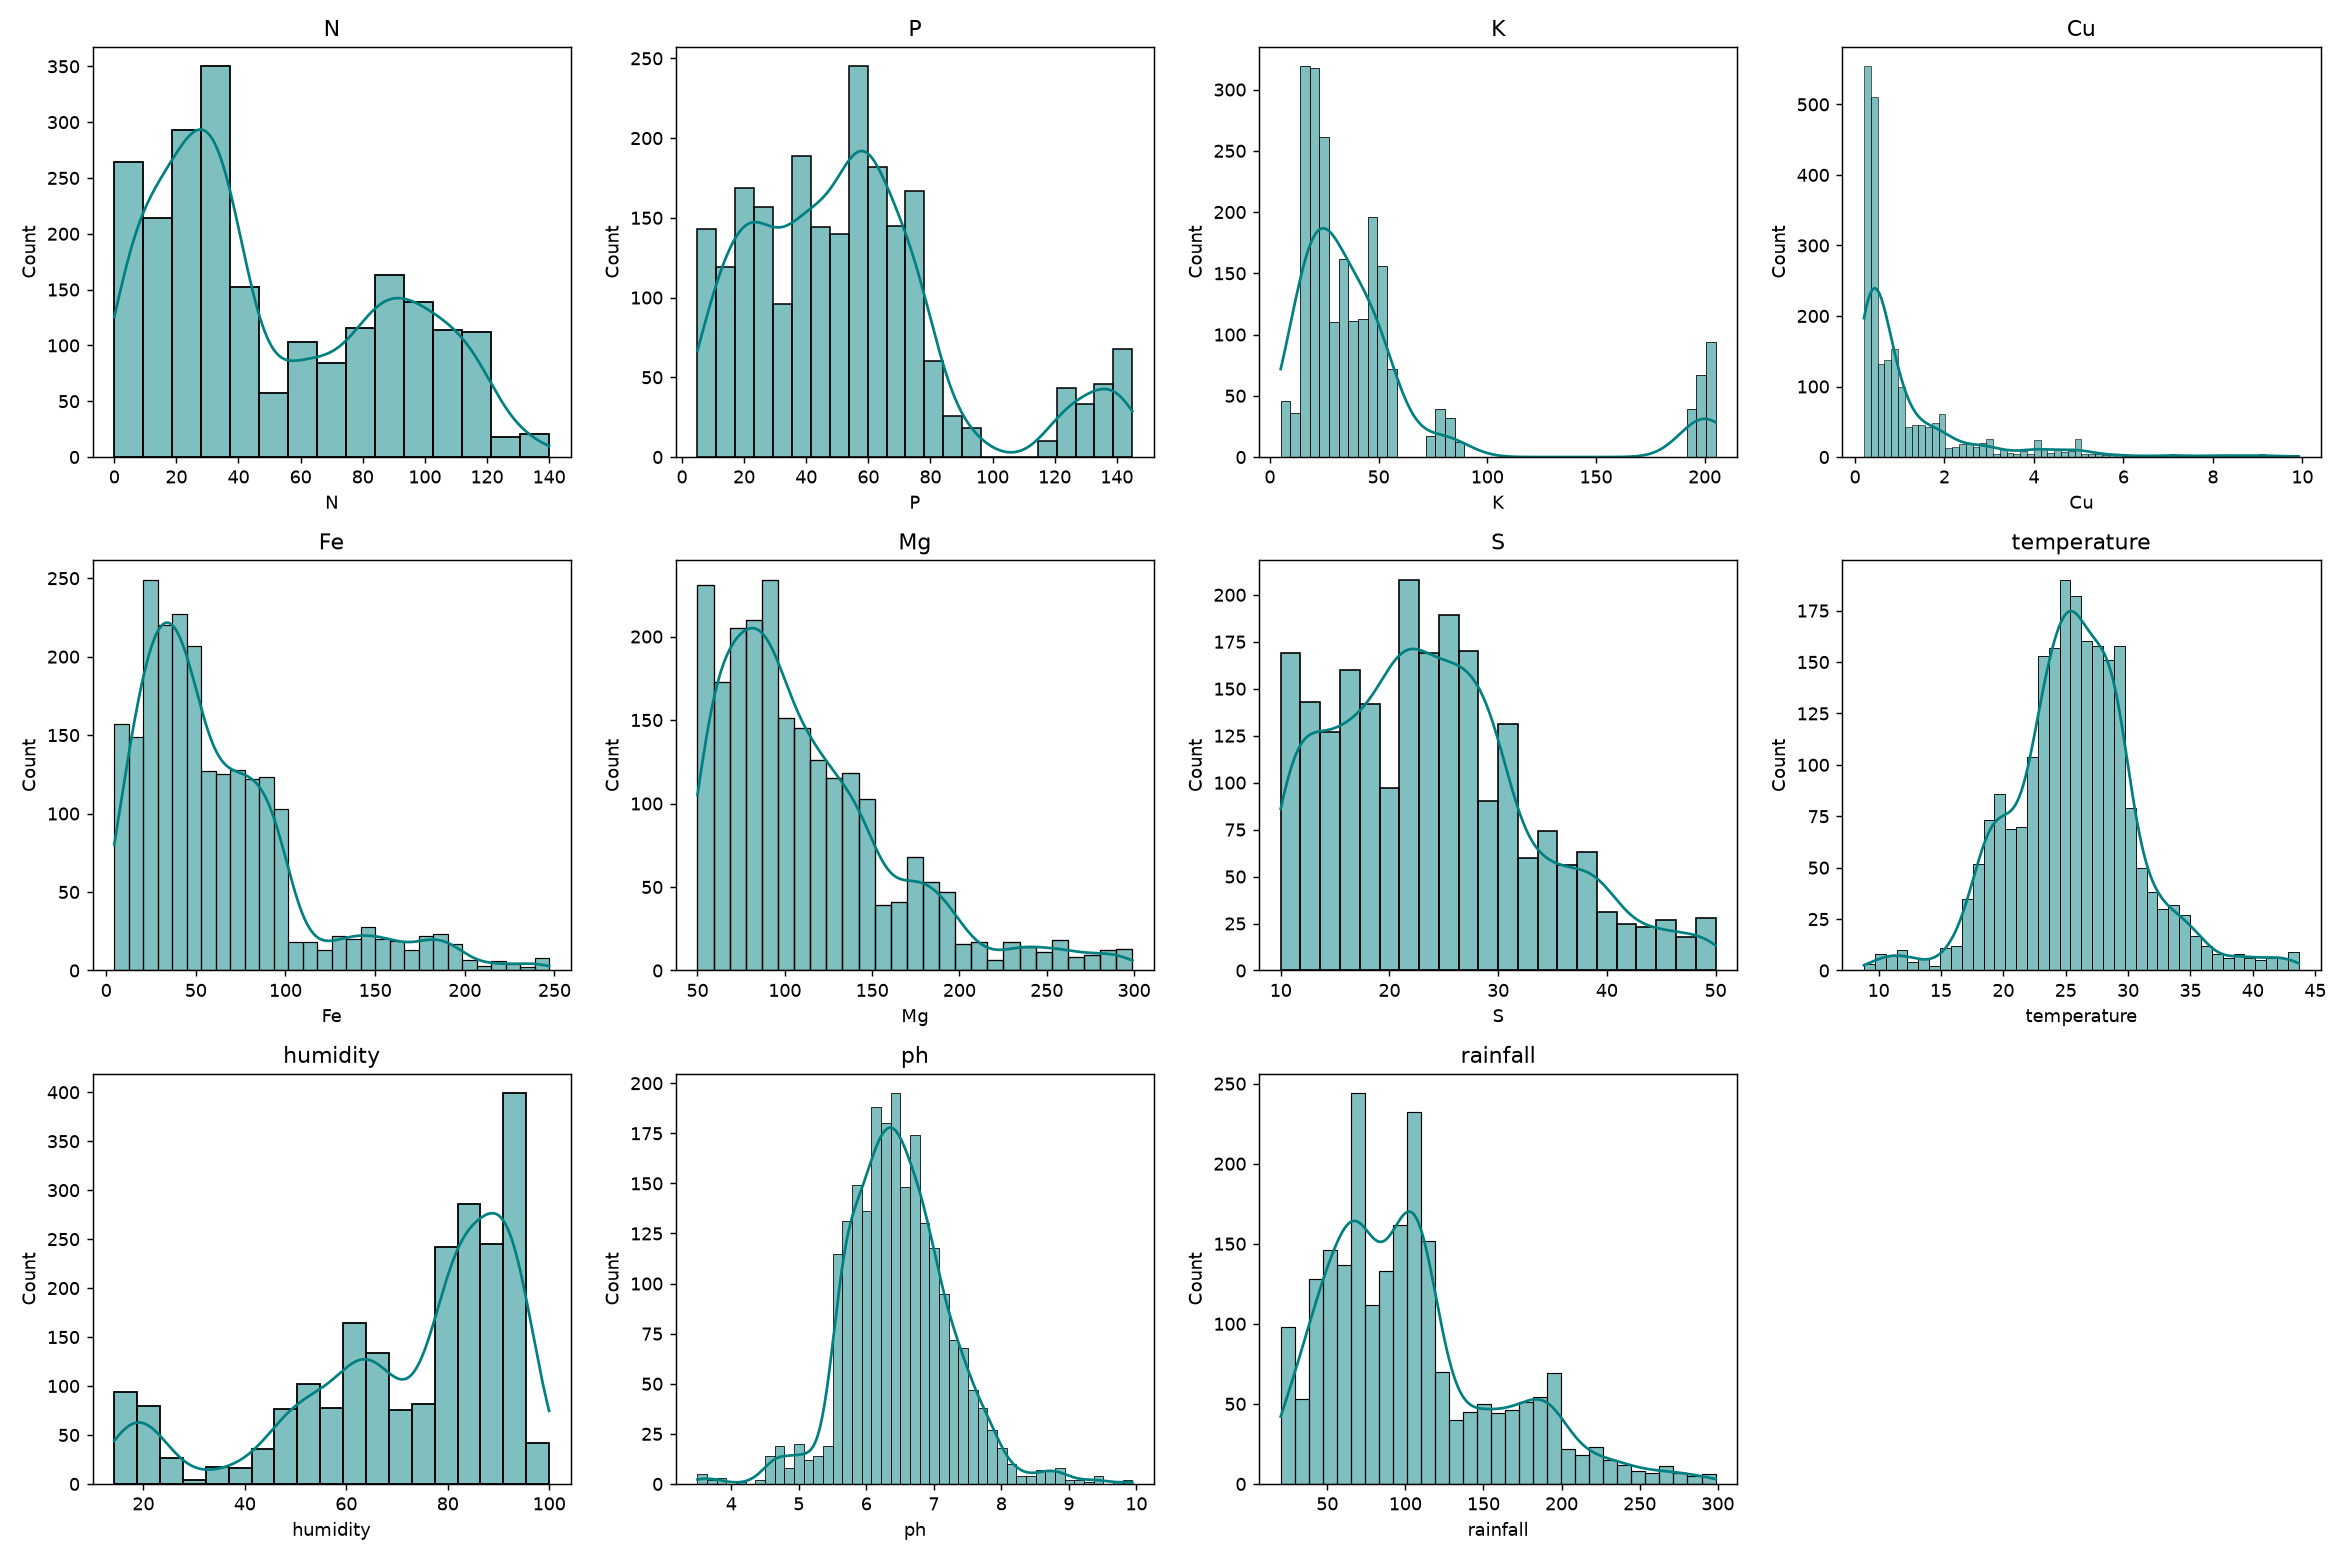 N P K Cu
350
300
250
200
150
100
50
0
Count
0 20 40 60 80 100 120 140
N
250
200
150
100
50
0
Count
0 20 40 60 80 100 120 140
P
300
250
200
150
100
50
0
Count
0 50 100 150 200
K
500
400
300
200
100
0
Count
0 2 4 6 8 10
Cu
Fe Mg S temperature
250
200
150
100
50
0
Count
0 50 100 150 200 250
Fe
200
150
100
50
0
Count
50 100 150 200 250 300
Mg
200
175
150
125
100
75
50
25
0
Count
10 20 30 40 50
S
175
150
125
100
75
50
25
0
Count
10 15 20 25 30 35 40 45
temperature
humidity ph rainfall
400
350
300
250
200
150
100
50
0
Count
20 40 60 80 100
humidity
200
175
150
125
100
75
50
25
0
Count
4 5 6 7 8 9 10
ph
250
200
150
100
50
0
Count
50 100 150 200 250 300
rainfall